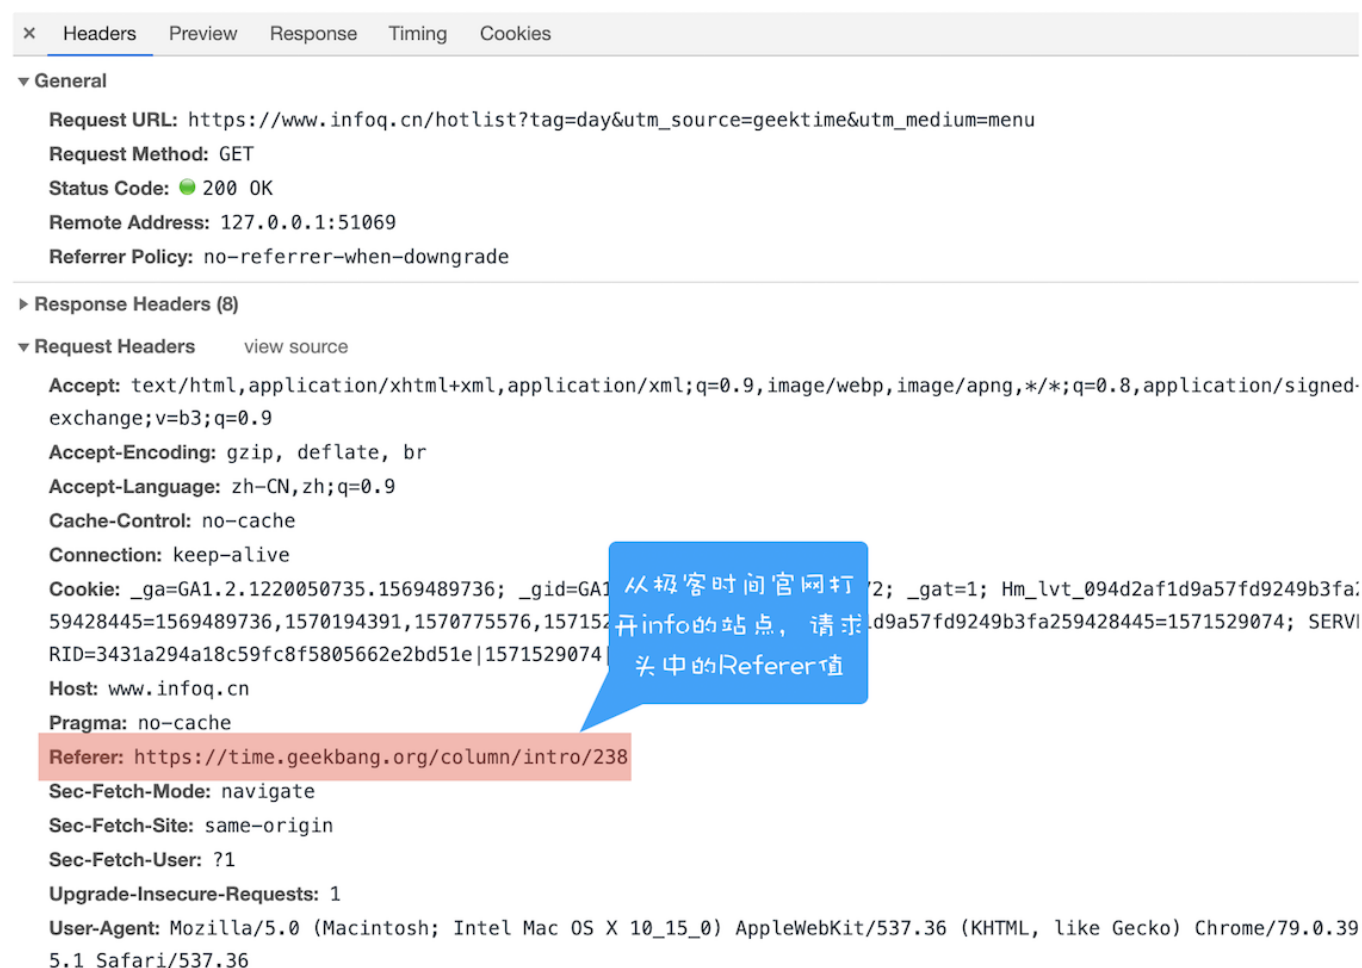 × Headers Preview Response Timing Cookies
▼ General
Request URL: https://www.infoq.cn/hotlist?tag=day&utm_source=geektime&utm_medium=menu
Request Method: GET
Status Code: 200 OK
Remote Address: 127.0.0.1:51069
Referrer Policy: no-referrer-when-downgrade
▶ Response Headers (8)
▼ Request Headers view source
Accept: text/html,application/xhtml+xml,application/xml;q=0.9,image/webp,image/apng,*/*;q=0.8,application/signed-
exchange;v=b3;q=0.9
Accept-Encoding: gzip, deflate, br
Accept-Language: zh-CN,zh;q=0.9
Cache-Control: no-cache
Connection: keep-alive
Cookie: _ga=GA1.2.1220050735.1569489736; _gid=GA1 2; _gat=1; Hm_lvt_094d2af1d9a57fd9249b3fa2
59428445=1569489736,1570194391,1570775576,15715 d9a57fd9249b3fa259428445=1571529074; SERV
RID=3431a294a18c59fc8f5805662e2bd51e|1571529074|
从极客时间官网打
开info的站点，请求
头中的Referer值
Host: www.infoq.cn
Pragma: no-cache
Referer: https://time.geekbang.org/column/intro/238
Sec-Fetch-Mode: navigate
Sec-Fetch-Site: same-origin
Sec-Fetch-User: ?1
Upgrade-Insecure-Requests: 1
User-Agent: Mozilla/5.0 (Macintosh; Intel Mac OS X 10_15_0) AppleWebKit/537.36 (KHTML, like Gecko) Chrome/79.0.39
5.1 Safari/537.36